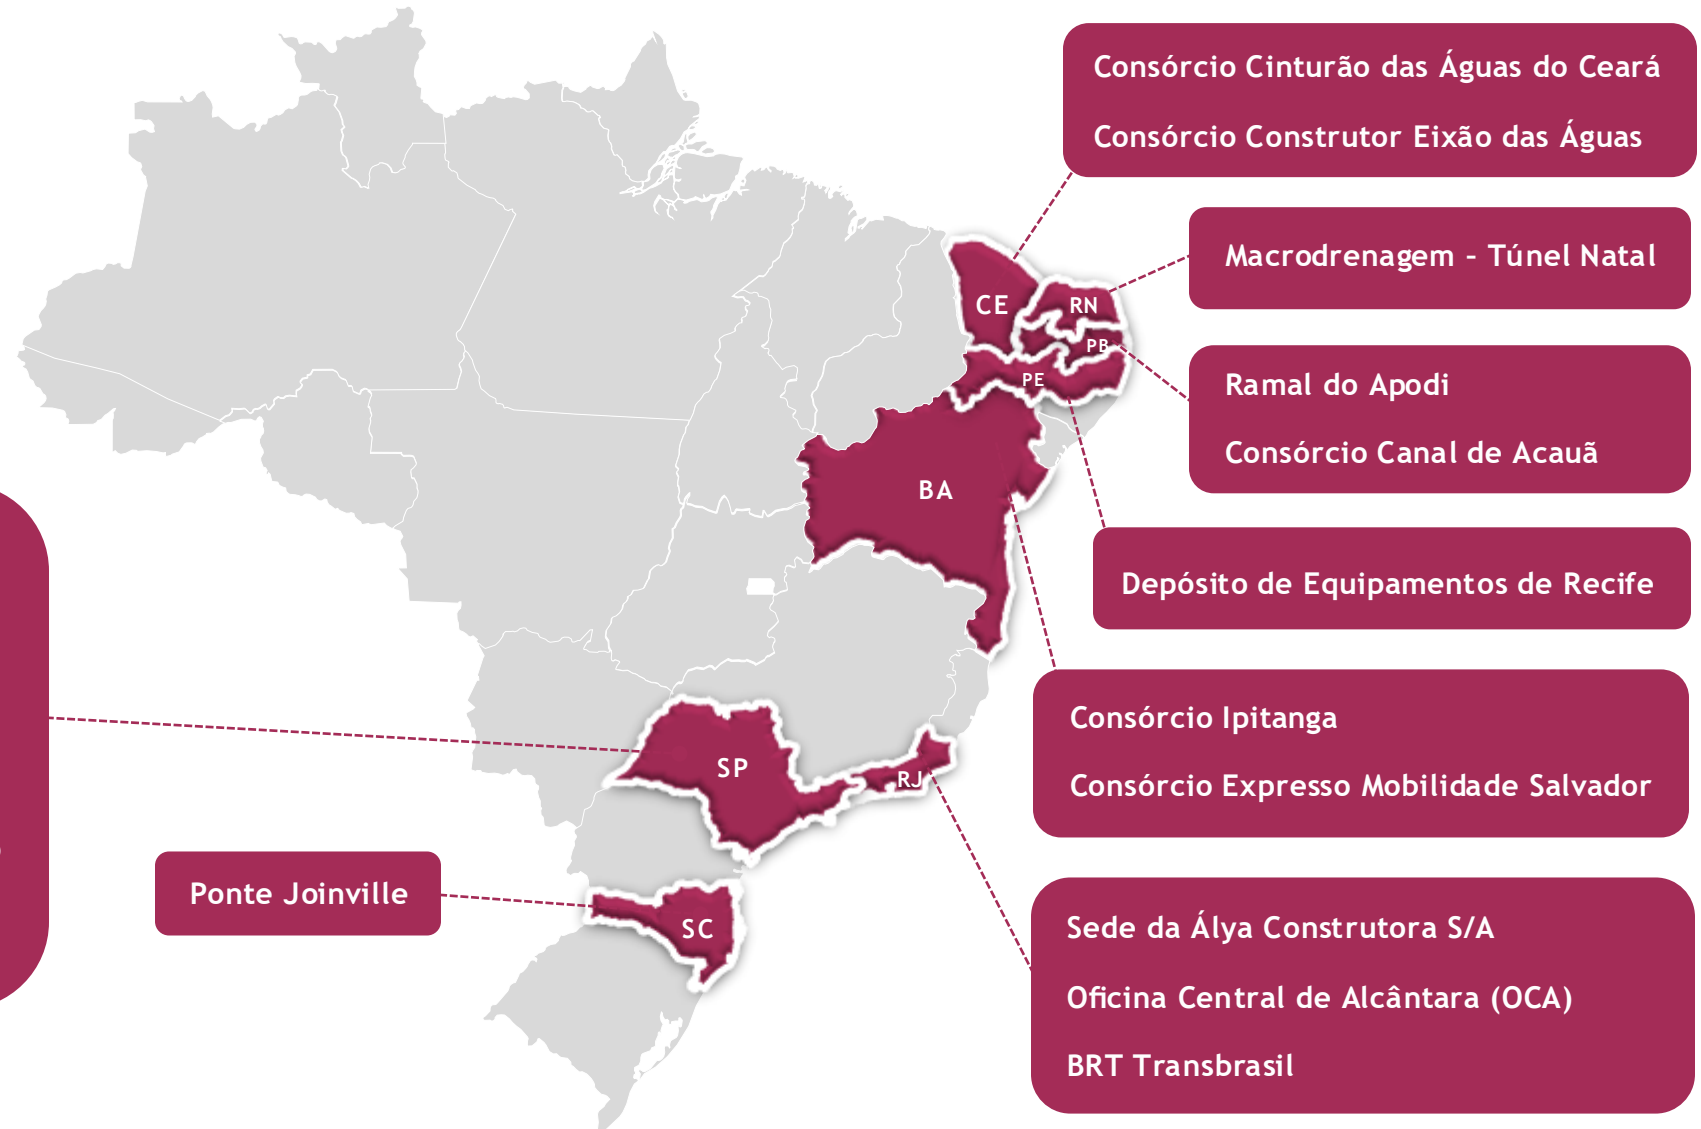 Consórcio Cinturão das Águas do Ceará
Consórcio Construtor Eixão das Águas
Macrodrenagem – Túnel Natal
CE
RN
PB
PE
Ramal do Apodi
Consórcio Canal de Acauã
BA
Depósito de Equipamentos de Recife
Consórcio Ipitanga
Consórcio Expresso Mobilidade Salvador
SP
RJ
Ponte Joinville
SC
Sede da Álya Construtora S/A
Oficina Central de Alcântara (OCA)
BRT Transbrasil